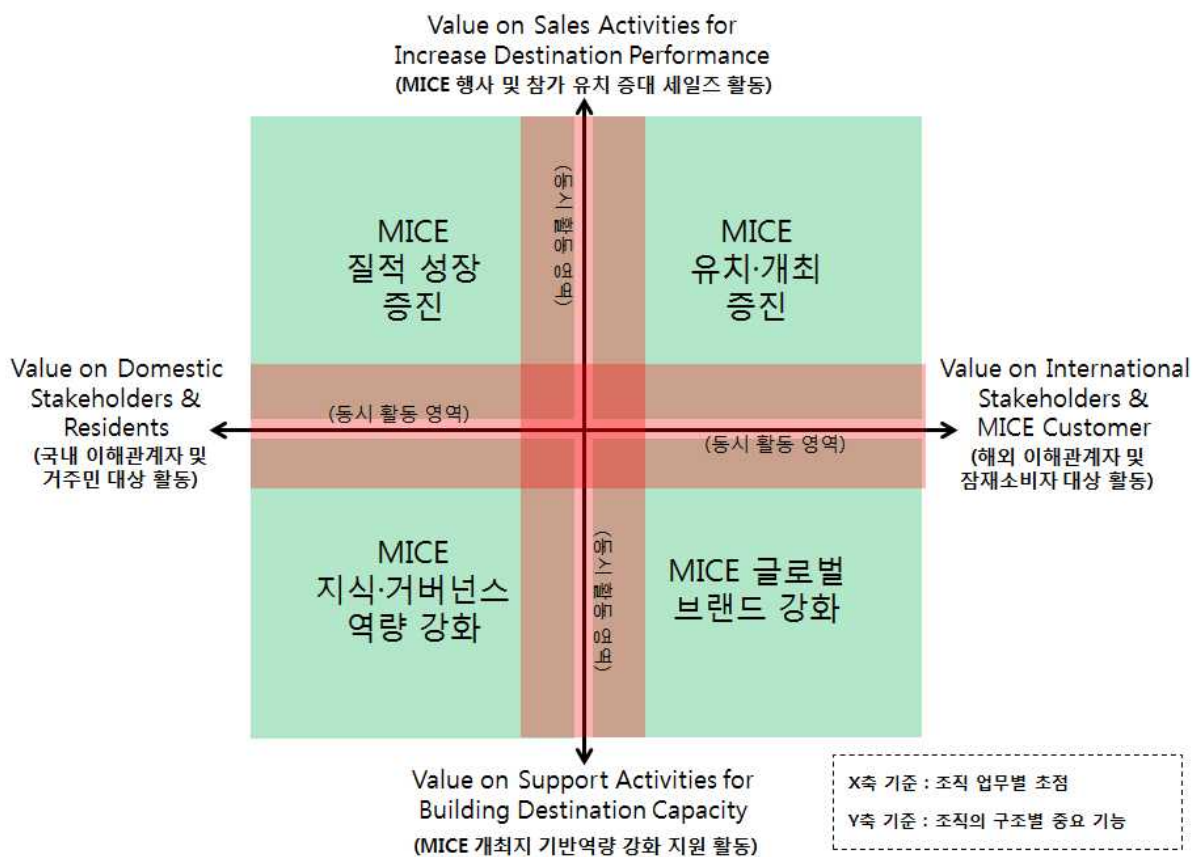 Value on Sales Activities for
Increase Destination Performance
(MICE 행사 및 참가 유치 증대 세일즈 활동)
MICE
질적 성장
증진
(동시 활동 영역)
MICE
유치·개최
증진
Value on Domestic
Stakeholders &
Residents
(국내 이해관계자 및
거주민 대상 활동)
(동시 활동 영역)
(동시 활동 영역)
Value on International
Stakeholders &
MICE Customer
(해외 이해관계자 및
잠재소비자 대상 활동)
MICE
지식·거버넌스
역량 강화
(동시 활동 영역)
MICE 글로벌
브랜드 강화
Value on Support Activities for
Building Destination Capacity
(MICE 개최지 기반역량 강화 지원 활동)
X축 기준 : 조직 업무별 초점
Y축 기준 : 조직의 구조별 중요 기능